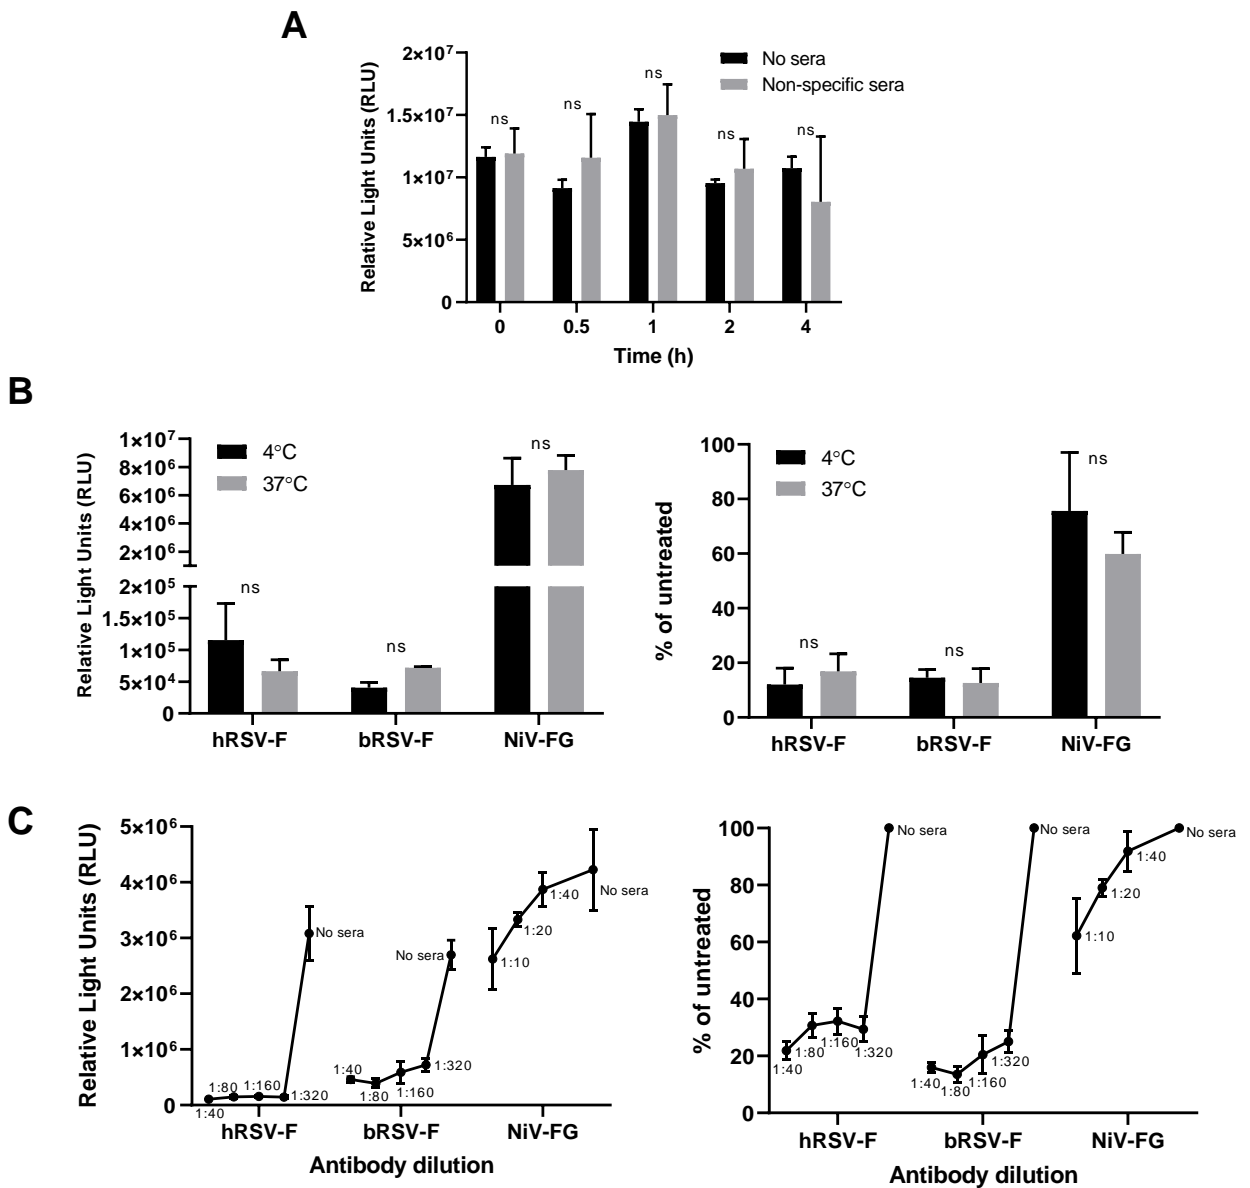 A
Relative Light Units (RLU)
2×10⁷
1.5×10⁷
1×10⁷
5×10⁶
0
No sera
Non-specific sera
ns
ns
ns
ns
ns
0
0.5
1
2
4
Time (h)
B
Relative Light Units (RLU)
1×10⁷
8×10⁶
6×10⁶
4×10⁶
2×10⁶
2×10⁵
1.5×10⁵
1×10⁵
5×10⁴
0
4°C
37°C
ns
ns
ns
hRSV-F
bRSV-F
NiV-FG
% of untreated
100
80
60
40
20
0
4°C
37°C
ns
ns
ns
hRSV-F
bRSV-F
NiV-FG
C
Relative Light Units (RLU)
5×10⁶
4×10⁶
3×10⁶
2×10⁶
1×10⁶
0
1:40
1:80
1:160
1:320
No sera
1:40
1:80
1:160
1:320
No sera
1:10
1:20
1:40
No sera
hRSV-F
bRSV-F
NiV-FG
Antibody dilution
% of untreated
100
80
60
40
20
0
1:40
1:80
1:160
1:320
No sera
1:40
1:80
1:160
1:320
No sera
1:10
1:20
1:40
No sera
hRSV-F
bRSV-F
NiV-FG
Antibody dilution